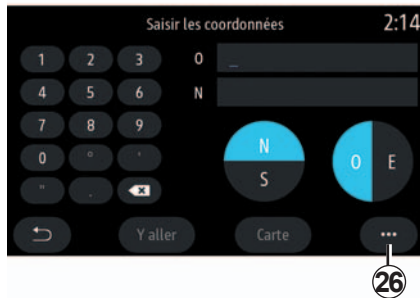 Saisir les coordonnées 2:14
1 2 3 O _
4 5 6 N
7 8 9
0 ° '
" .
N
S
O E
Y aller Carte ...
26